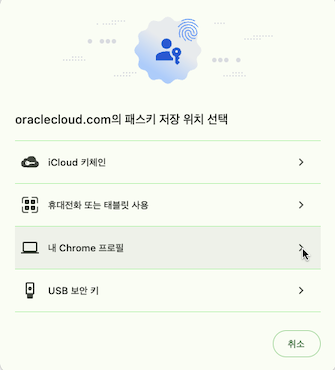 oraclecloud.com의 패스키 저장 위치 선택
iCloud 키체인
휴대전화 또는 태블릿 사용
내 Chrome 프로필
USB 보안 키
취소